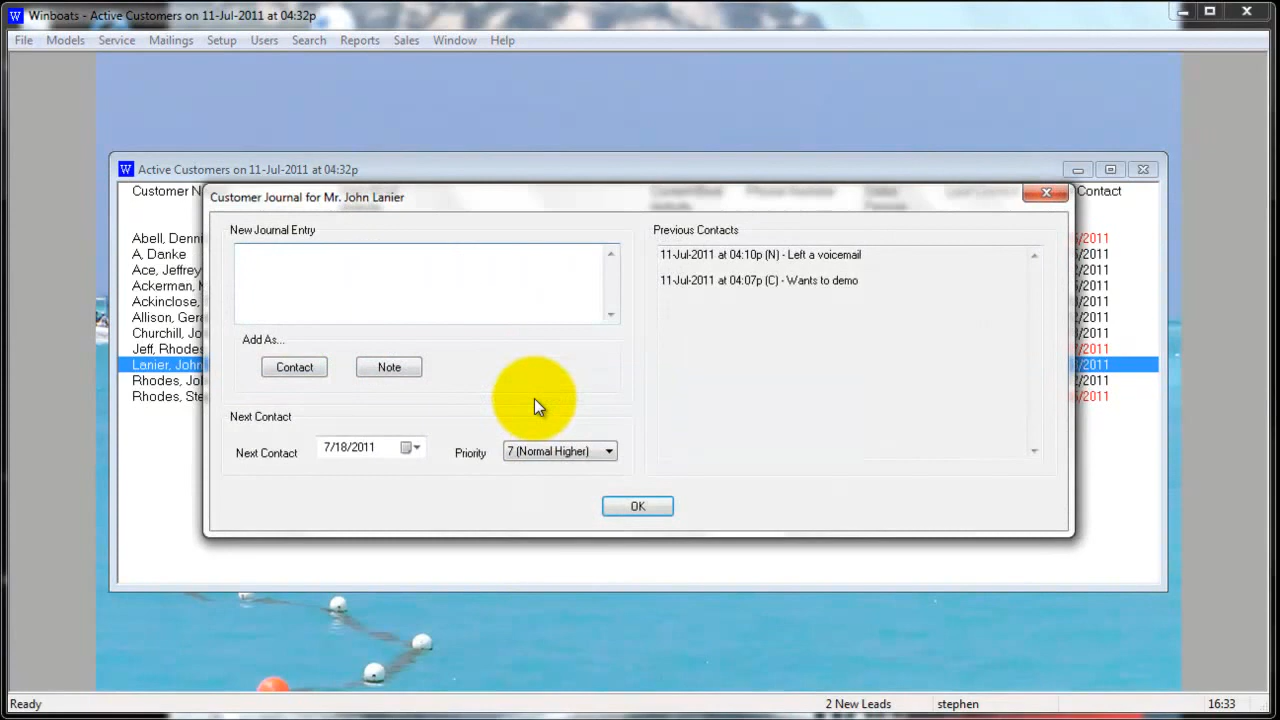 Winboats - Active Customers on 11-Jul-2011 at 04:32p
File Models Service Mailings Setup Users Search Reports Sales Window Help
Active Customers on 11-Jul-2011 at 04:32p
Customer N Contact
Customer Journal for Mr. John Lanier
New Journal Entry
Previous Contacts
11-Jul-2011 at 04:10p (N) - Left a voicemail
11-Jul-2011 at 04:07p (C) - Wants to demo
Add As...
Contact Note
Next Contact
Next Contact 7/18/2011 Priority 7 (Normal Higher)
OK
Abell, Denni
A, Danke
Ace, Jeffrey
Ackerman, M
Ackinclose,
Allison, Gere
Churchill, Jo
Jeff, Rhodes
Lanier, John
Rhodes, Jo
Rhodes, Ste
Ready 2 New Leads stephen 16:33